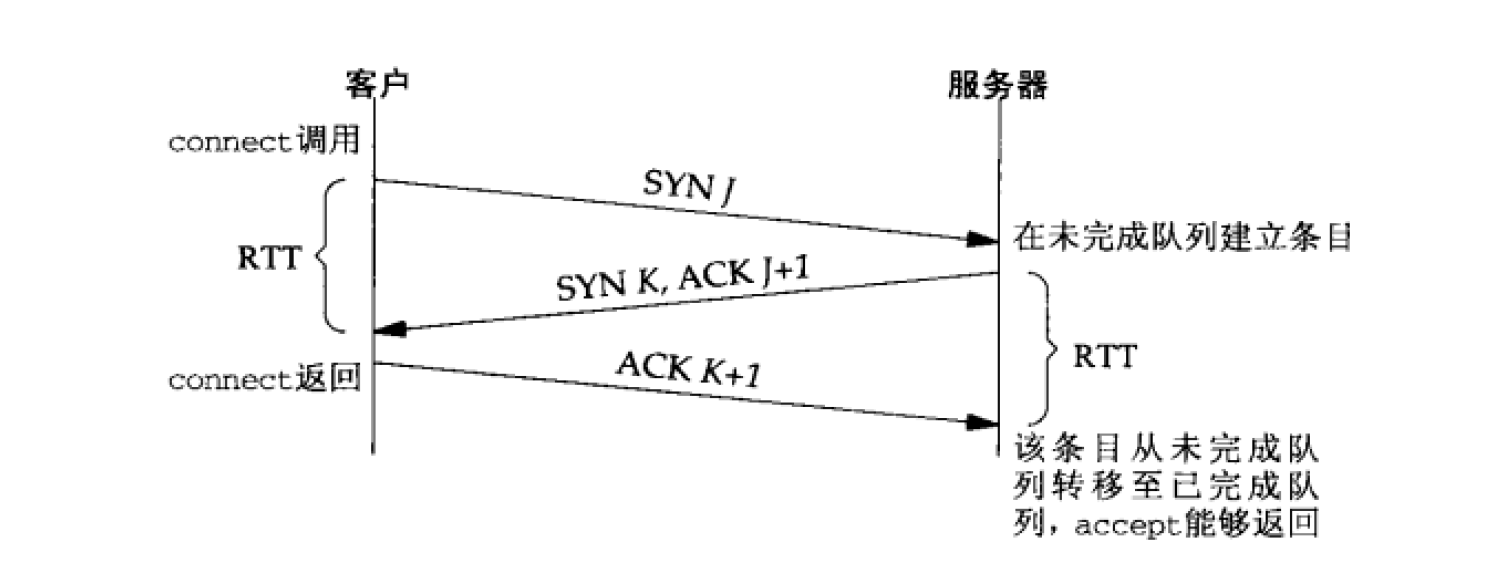 客户
服务器
connect调用
SYN J
在未完成队列建立条目
RTT
SYN K, ACK J+1
RTT
connect返回
ACK K+1
该条目从未完成队
列转移至已完成队
列，accept能够返回